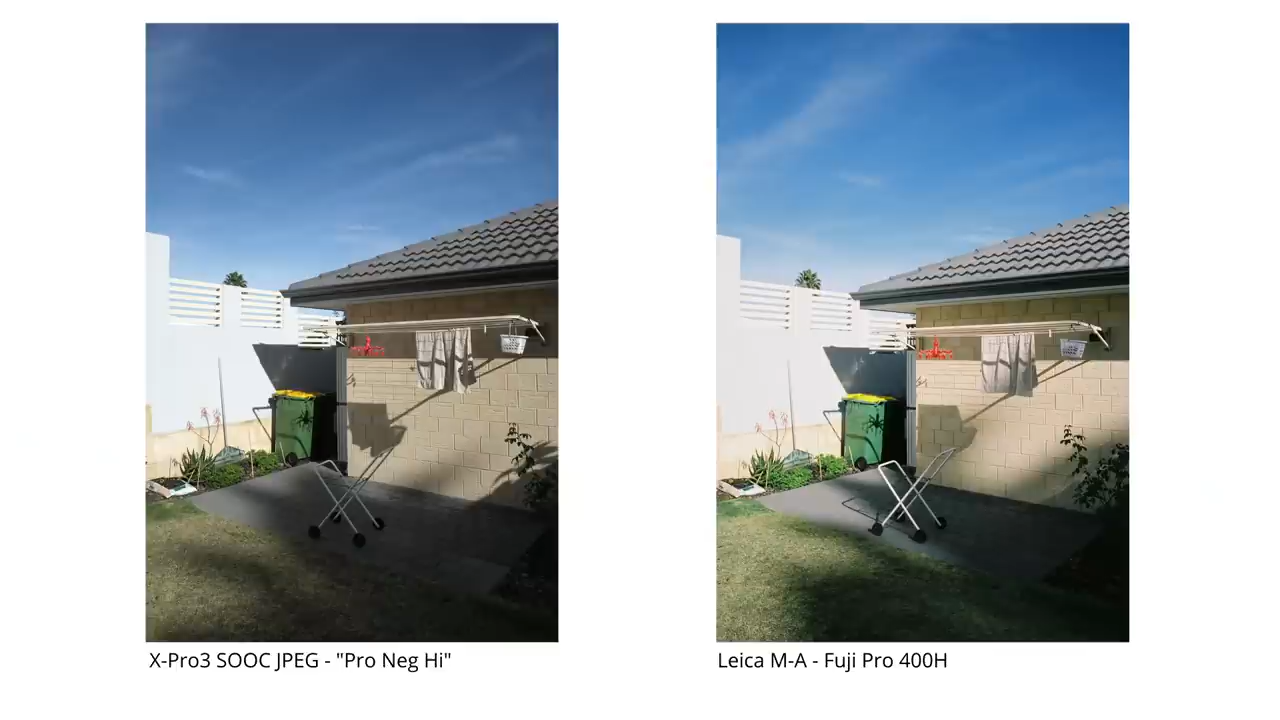 X-Pro3 SOOC JPEG - "Pro Neg Hi"
Leica M-A - Fuji Pro 400H